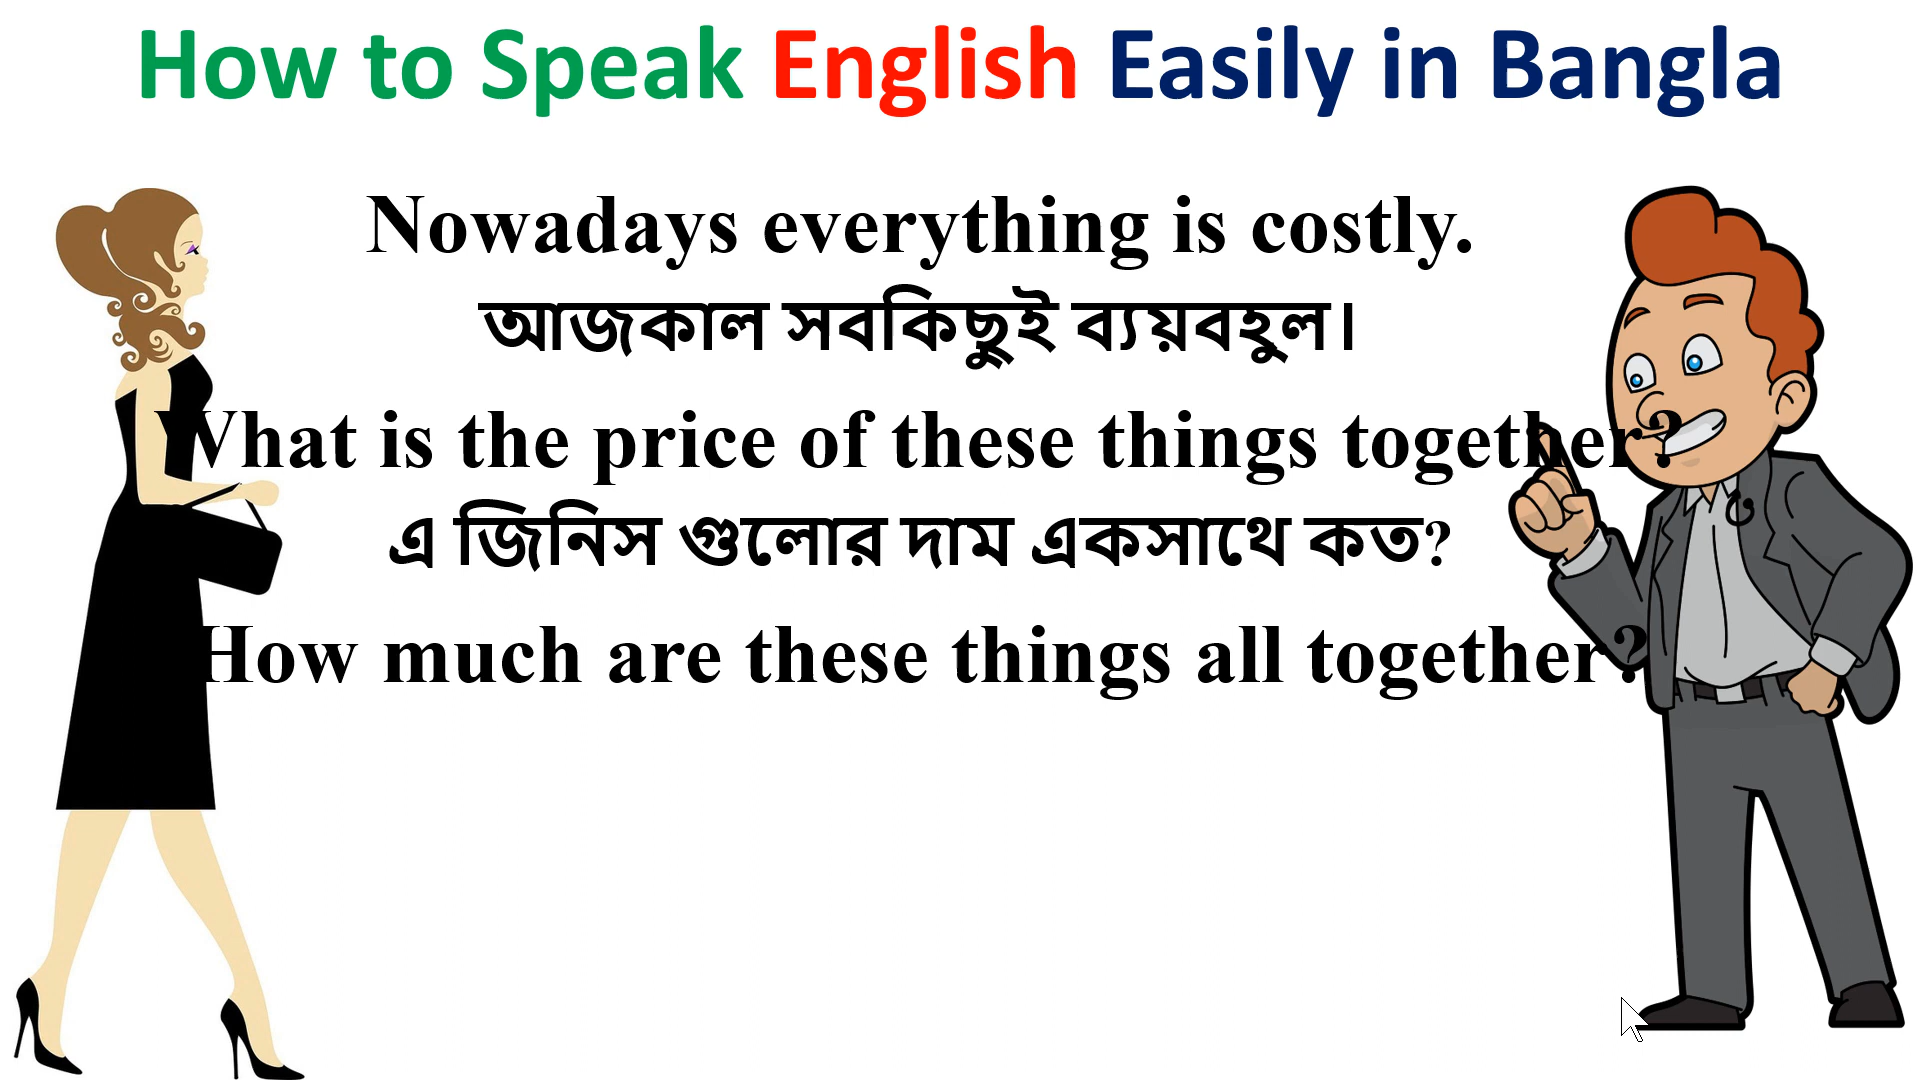 How to Speak English Easily in Bangla
Nowadays everything is costly.
আজকাল সবকিছুই ব্যয়বহুল।
What is the price of these things together?
এ জিনিস গুলোর দাম একসাথে কত?
How much are these things all together?